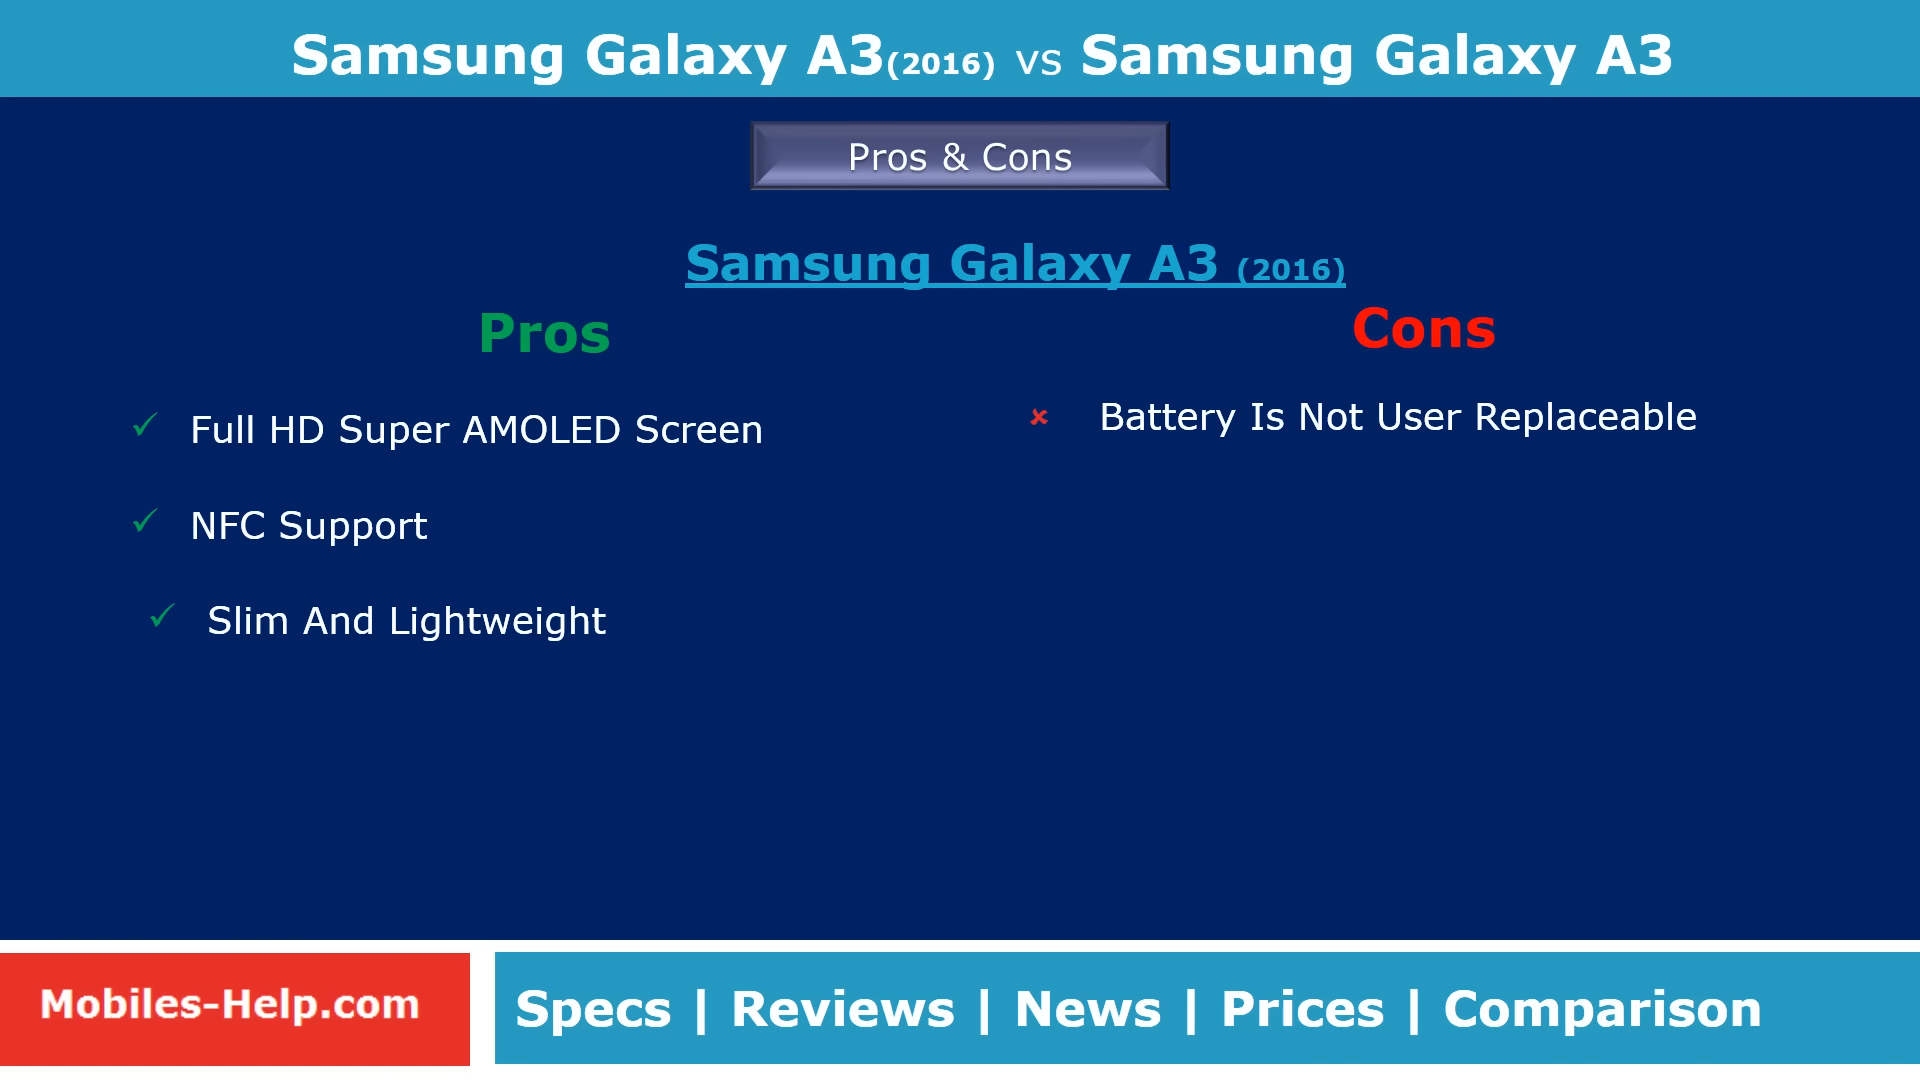 Samsung Galaxy A3(2016) vs Samsung Galaxy A3
Pros & Cons
Samsung Galaxy A3 (2016)
Pros
Cons
Full HD Super AMOLED Screen
Battery Is Not User Replaceable
NFC Support
Slim And Lightweight
Mobiles-Help.com
Specs | Reviews | News | Prices | Comparison